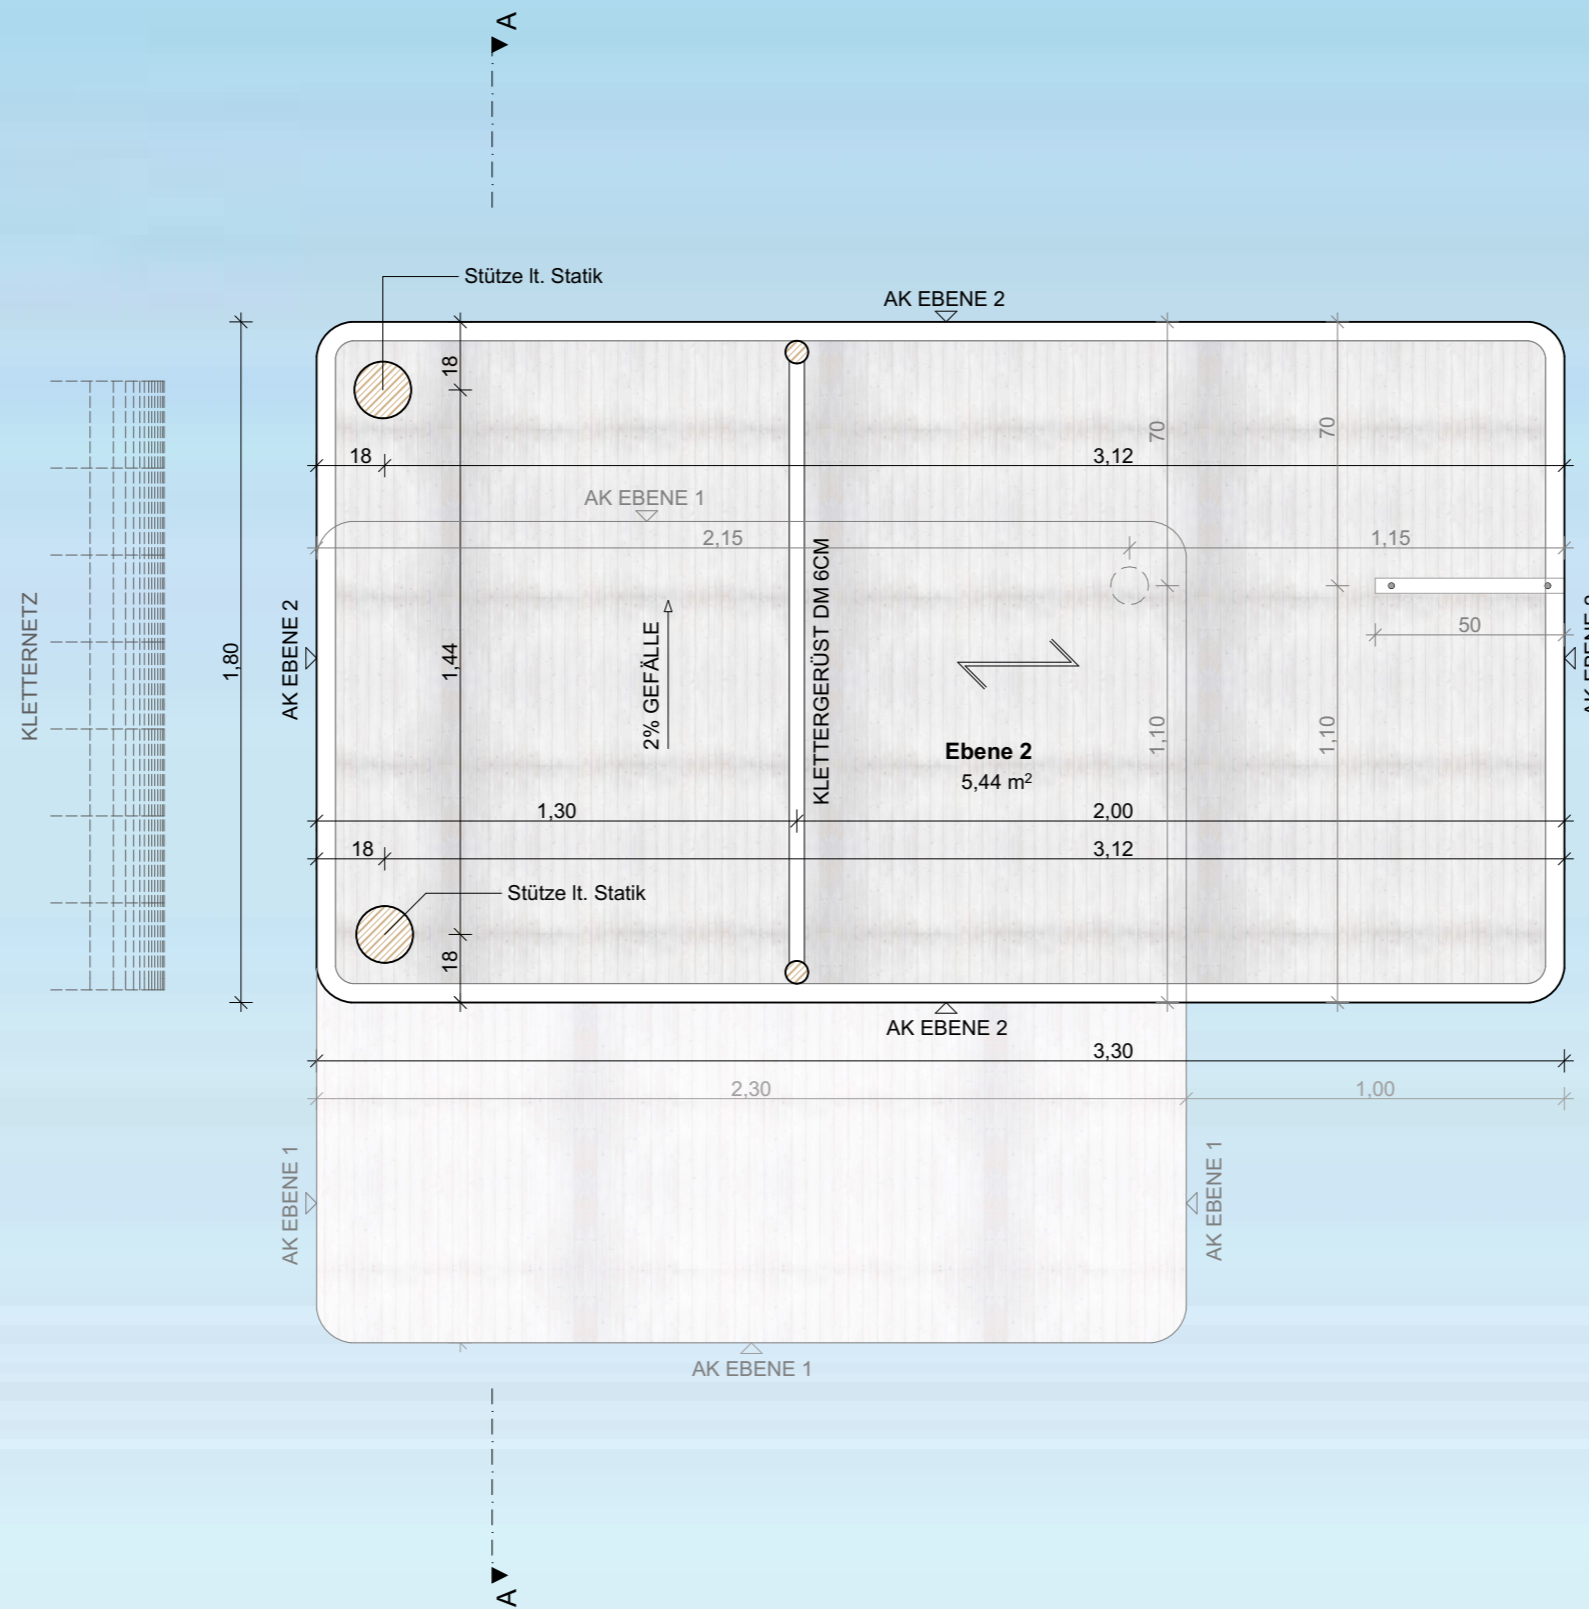 A
Stütze lt. Statik
AK EBENE 2
18
70
70
18
3,12
AK EBENE 1
2,15
1,15
KLETTERNETZ
1,80
AK EBENE 2
1,44
2% GEFÄLLE
KLETTERGERÜST DM 6CM
50
1,10
1,10
Ebene 2
5,44 m²
1,30
2,00
18
3,12
Stütze lt. Statik
18
AK EBENE 2
3,30
2,30
1,00
AK EBENE 1
AK EBENE 1
AK EBENE 1
A